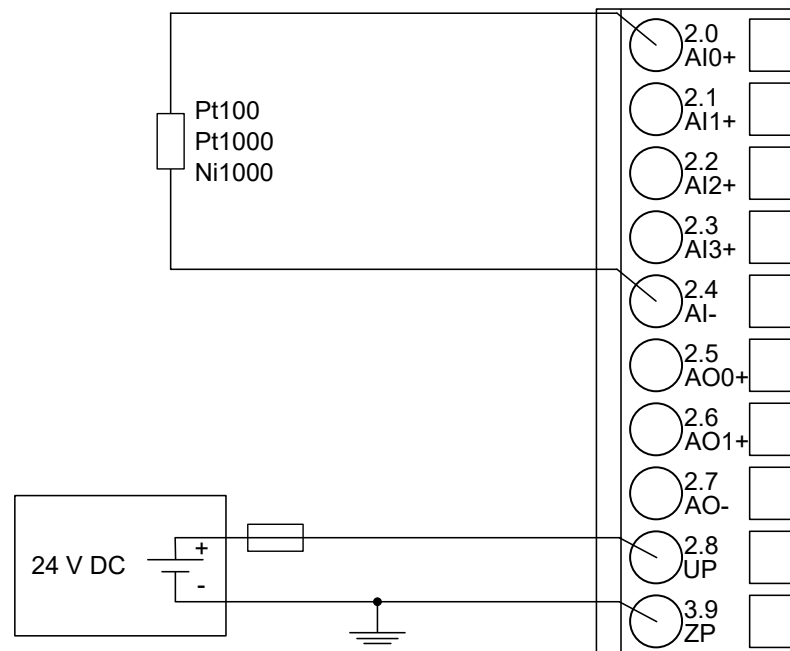 Pt100
Pt1000
Ni1000
2.0
AI0+
2.1
AI1+
2.2
AI2+
2.3
AI3+
2.4
AI-
2.5
AO0+
2.6
AO1+
2.7
AO-
24 V DC
+
-
2.8
UP
3.9
ZP